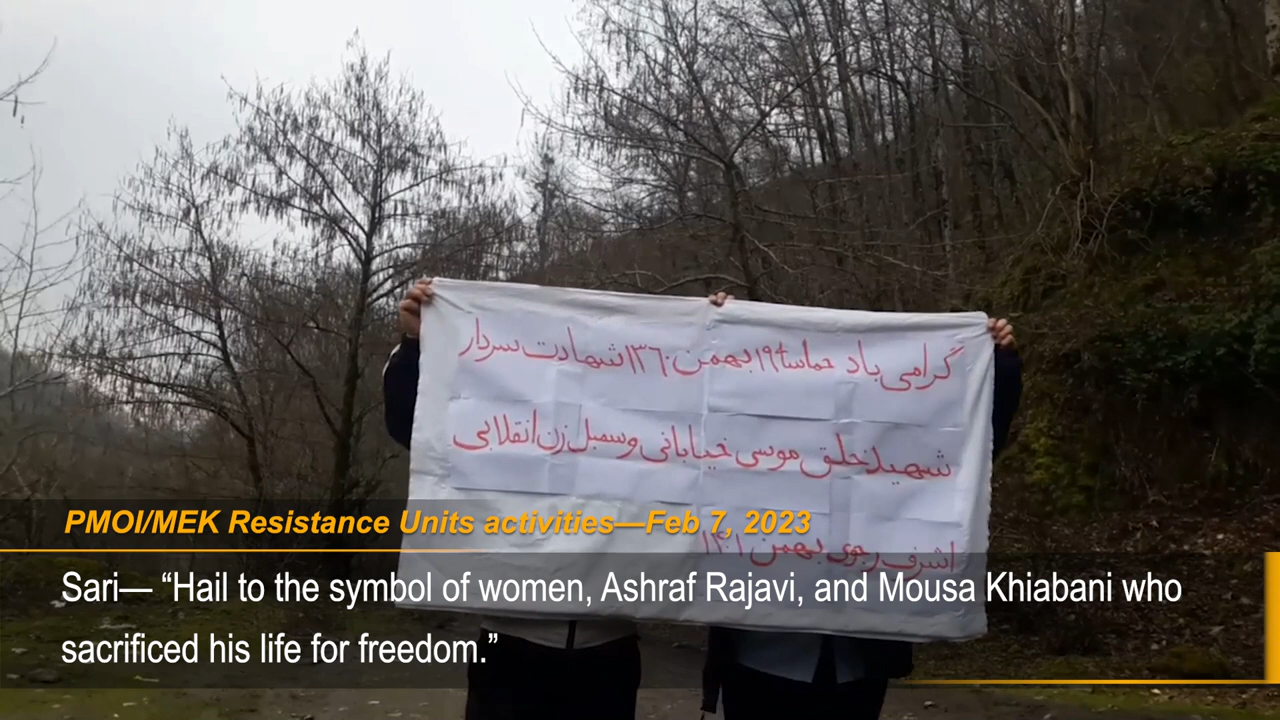 گرامی باد حماسه ۱۹ بهمن ۱۳۶۰ شهادت سردار
شهید خلق موسی خیابانی و سمبل زن انقلابی
اشرف رجوی بهمن ۱۴۰۱
PMOI/MEK Resistance Units activities—Feb 7, 2023
Sari— “Hail to the symbol of women, Ashraf Rajavi, and Mousa Khiabani who
sacrificed his life for freedom.”